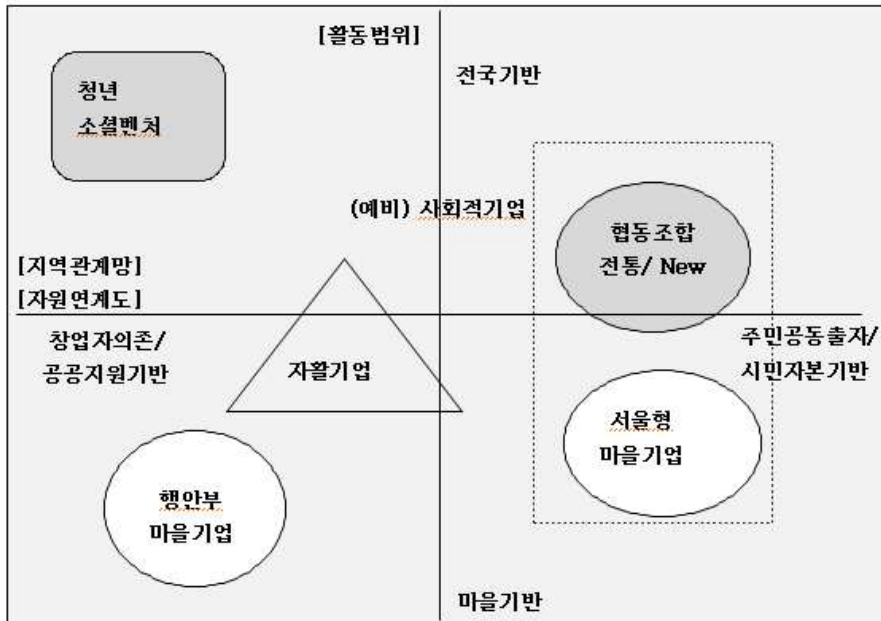 [활동범위]
전국기반
청년
소셜벤처
(예비) 사회적기업
협동조합
전통/ New
[지역관계망]
[자원연계도]
창업자의존/
공공지원기반
주민공동출자/
시민자본기반
자활기업
서울형
마을기업
행안부
마을기업
마을기반